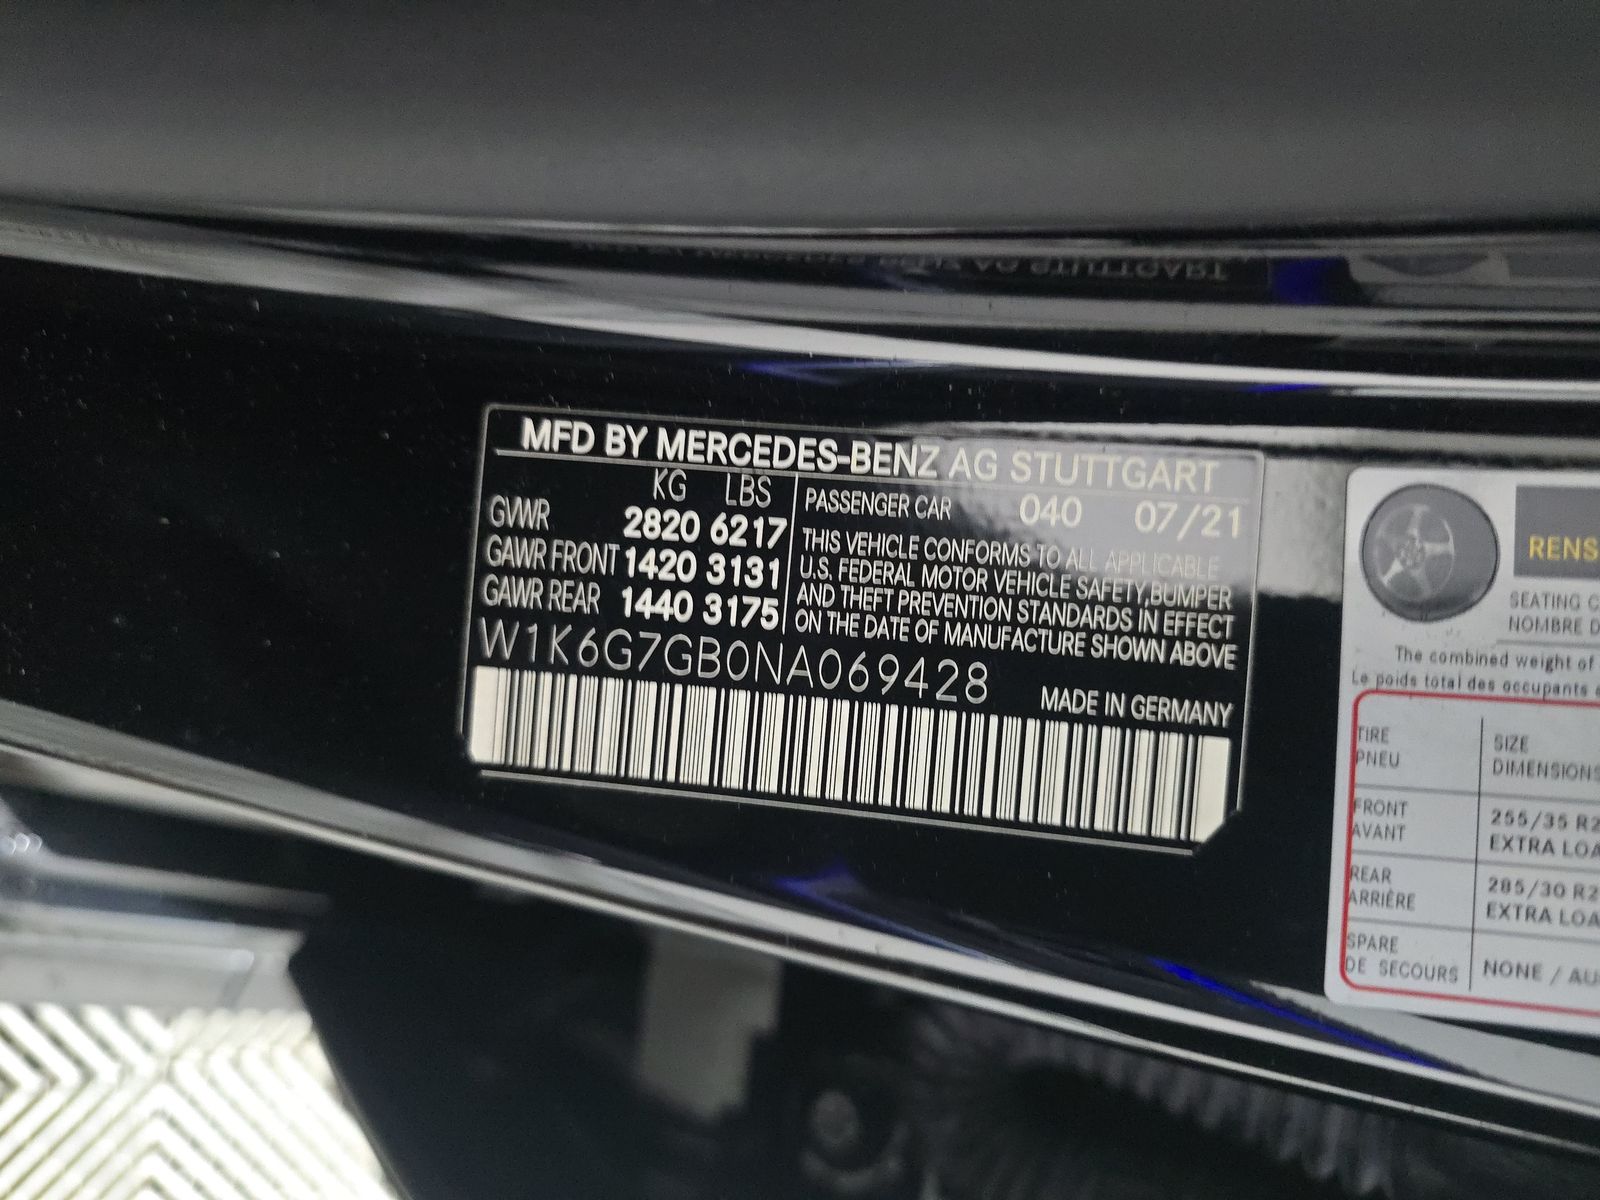 MFD BY MERCEDES-BENZ AG STUTTGART
KG LBS
GVWR 2820 6217
GAWR FRONT 1420 3131
GAWR REAR 1440 3175
PASSENGER CAR 040 07/21
THIS VEHICLE CONFORMS TO ALL APPLICABLE
U.S. FEDERAL MOTOR VEHICLE SAFETY, BUMPER
AND THEFT PREVENTION STANDARDS IN EFFECT
ON THE DATE OF MANUFACTURE SHOWN ABOVE
W1K6G7GB0NA069428
MADE IN GERMANY
RENS
SEATING C
NOMBRE D
The combined weight of
Le poids total des occupants
TIRE
PNEU
SIZE
DIMENSIONS
FRONT
AVANT
255/35 R2
EXTRA LOA
REAR
ARRIÈRE
285/30 R2
EXTRA LOA
SPARE
DE SECOURS
NONE / AU